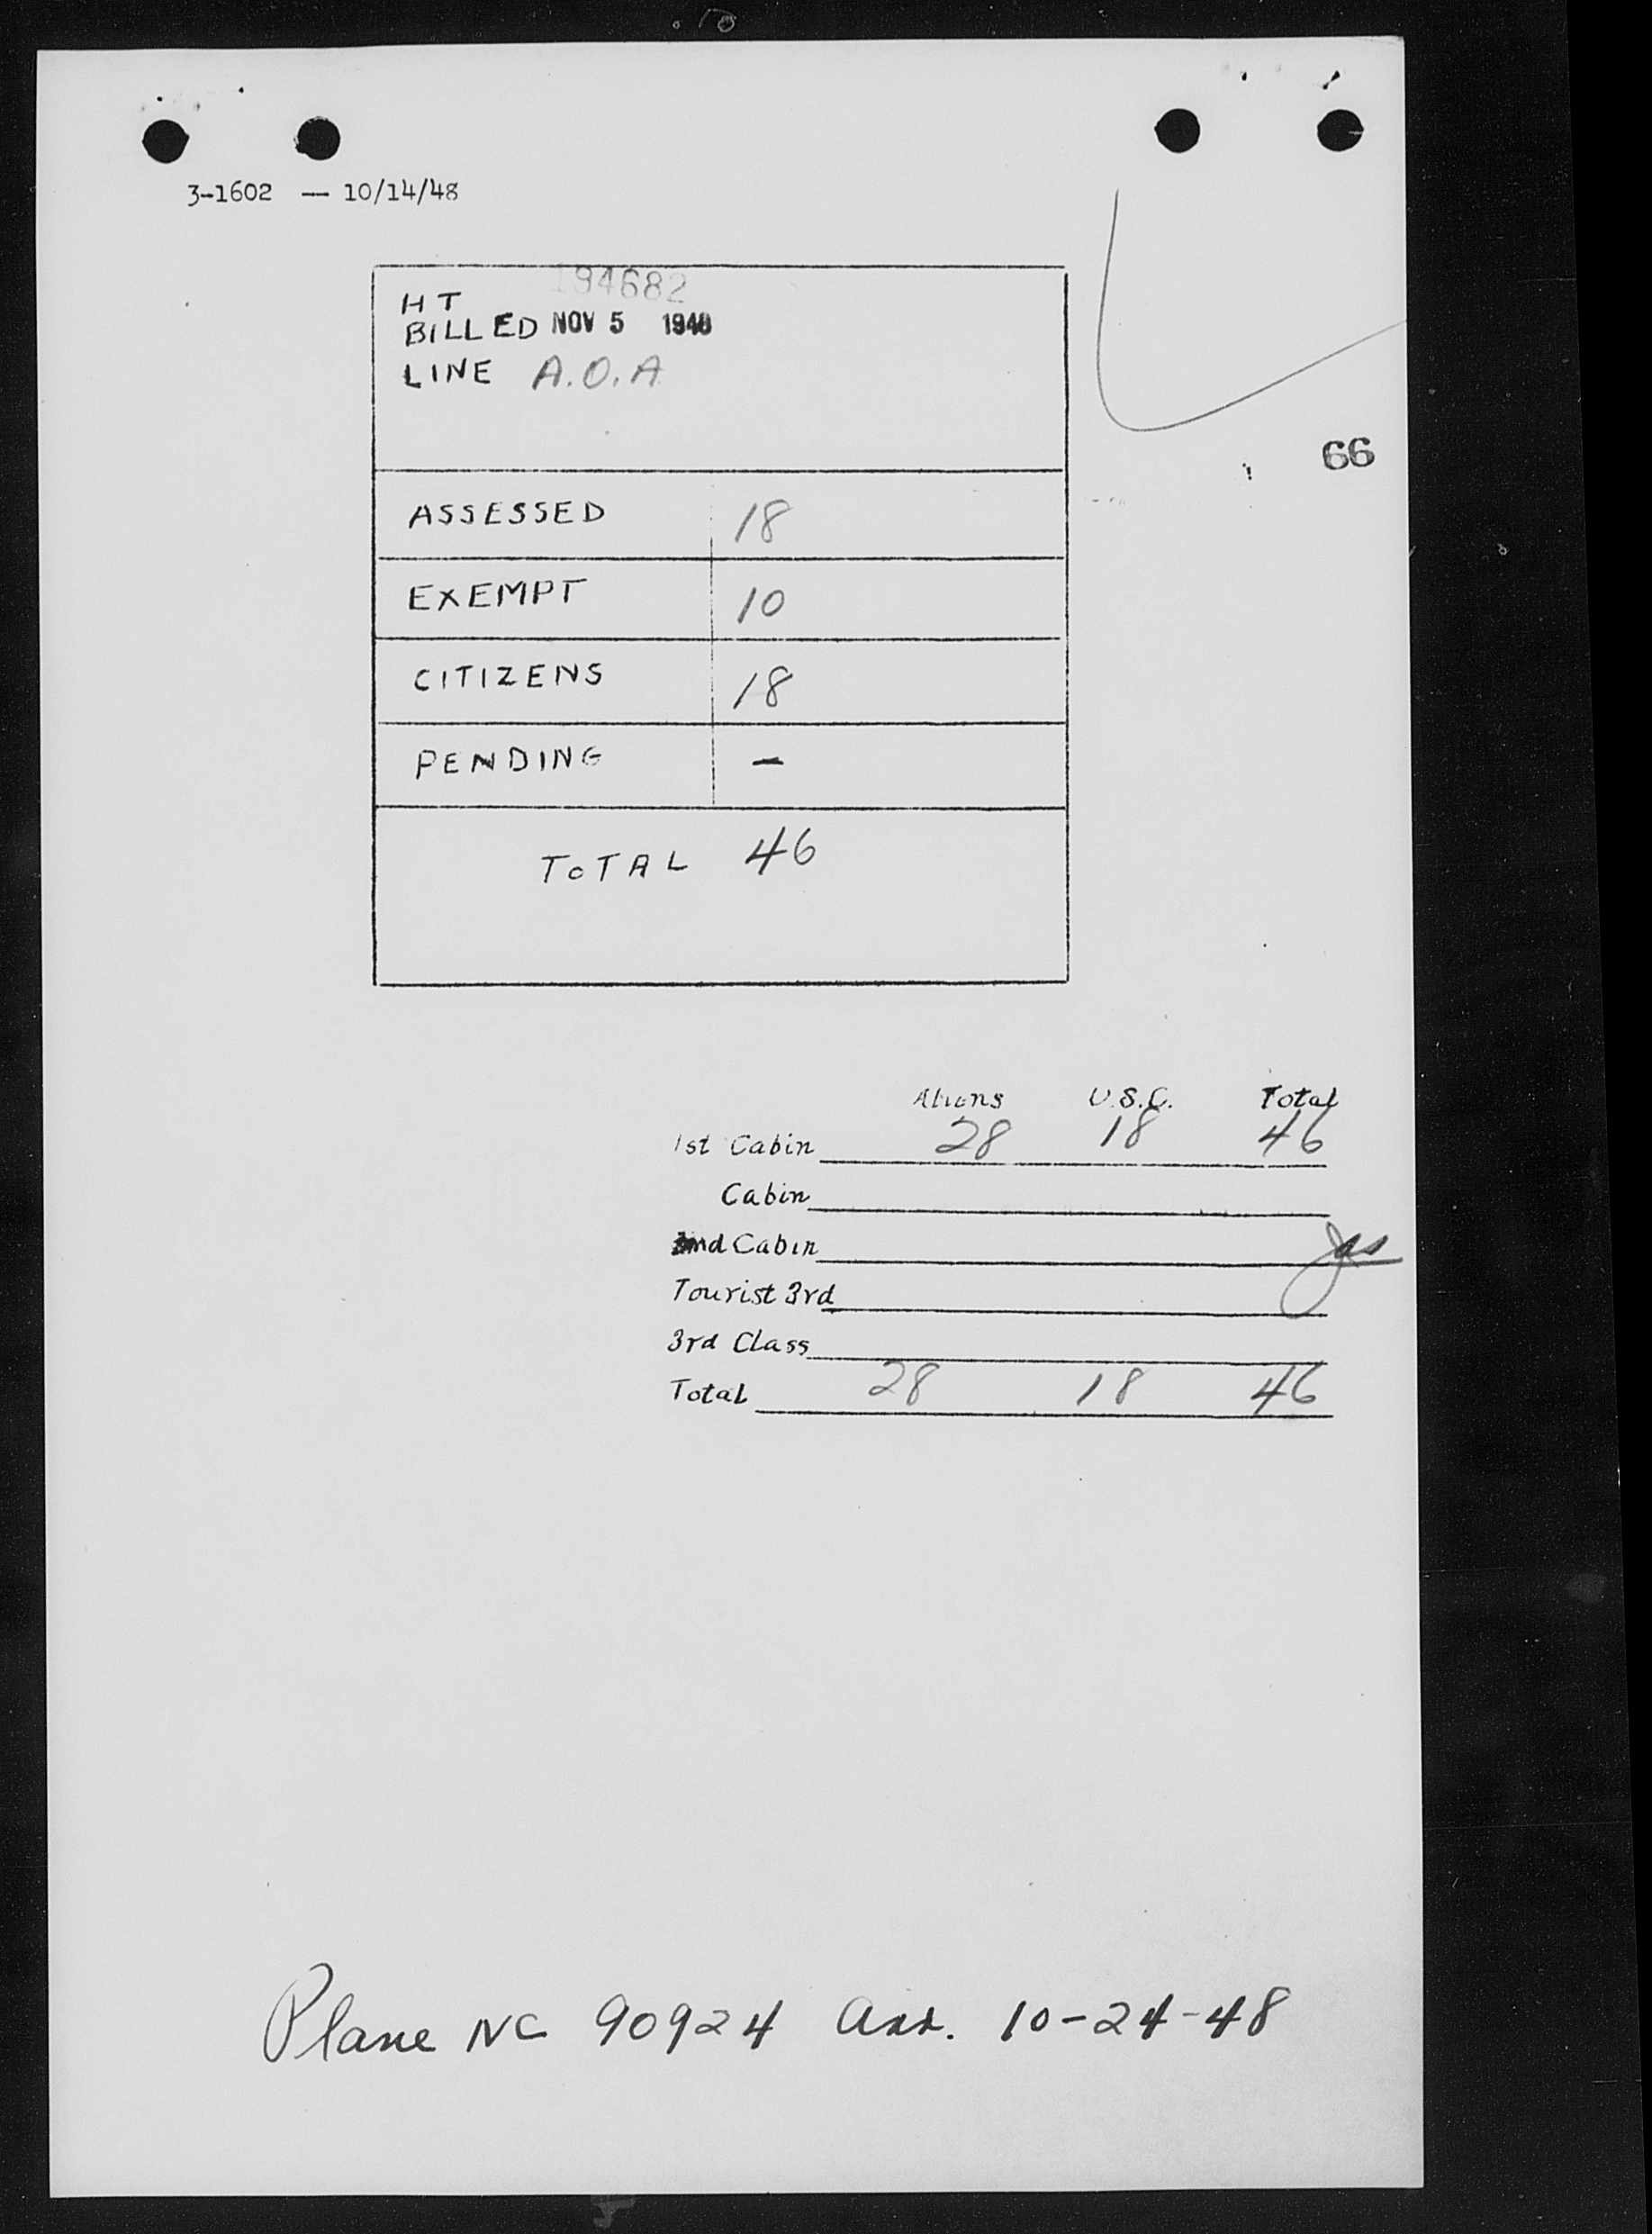 3-1602 — 10/14/48
194682
HT
BILLED NOV 5 1948
LINE A.O.A
66
ASSESSED 18
EXEMPT 10
CITIZENS 18
PENDING —
TOTAL 46
Aliens U.S.C. Total
1st Cabin 28 18 46
Cabin
2nd Cabin
Tourist 3rd
3rd Class
Total 28 18 46
Plane NC 90924 arr. 10-24-48